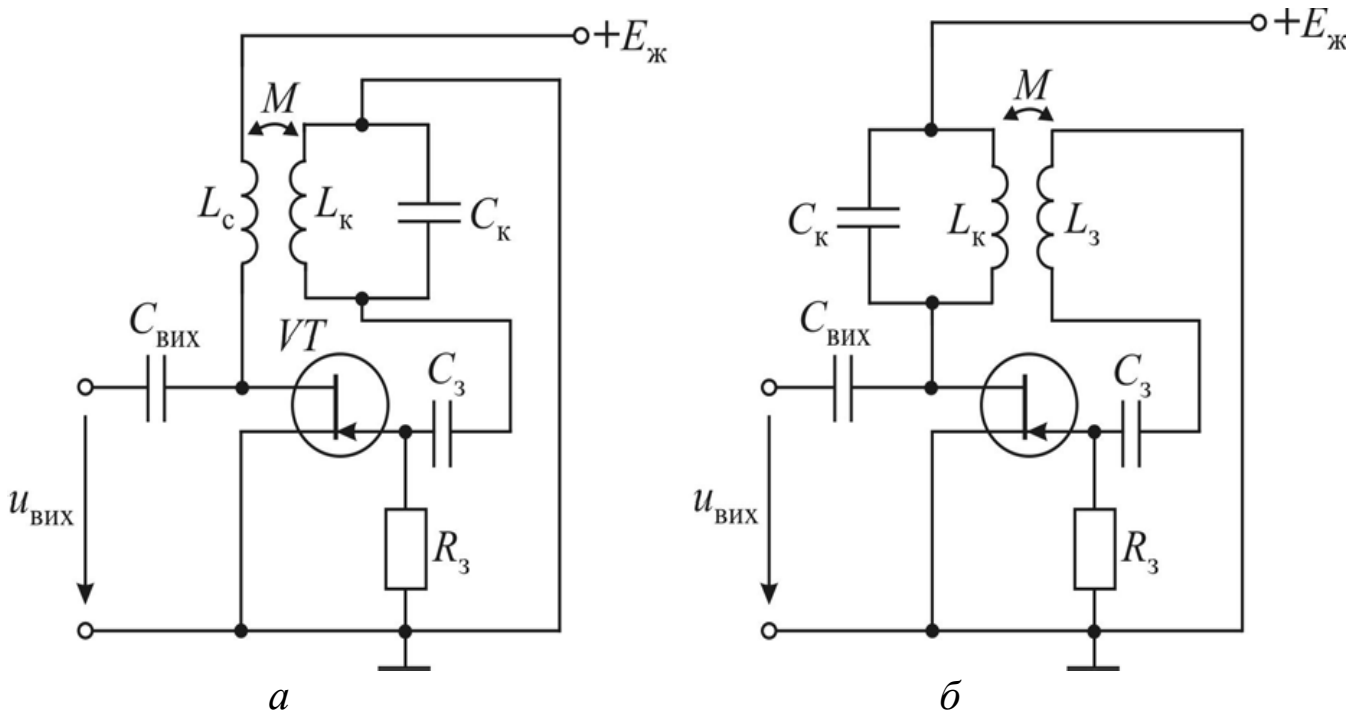 +Eж
M
Lс
Lк
Cк
Cвих
VT
Cз
uвих
Rз
а
+Eж
M
Cк
Lк
Lз
Cвих
Cз
uвих
Rз
б